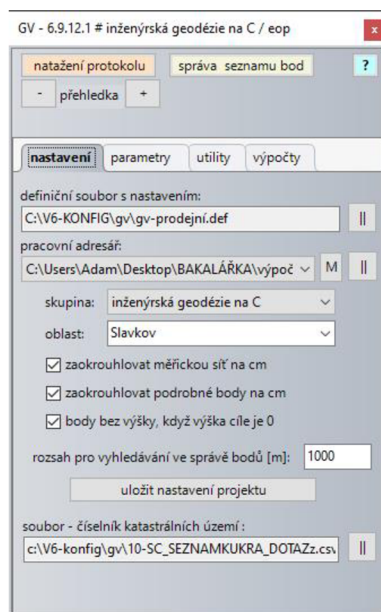 GV - 6.9.12.1 # inženýrská geodézie na C / eop x
natažení protokolu správa seznamu bod ?
- přehledka +
nastavení parametry utility výpočty
definiční soubor s nastavením:
C:\V6-KONFIG\gv\gv-prodejní.def ||
pracovní adresář:
C:\Users\Adam\Desktop\BAKALÁŘKA\výpoč M ||
skupina: inženýrská geodézie na C
oblast: Slavkov
zaokrouhlovat měřickou síť na cm
zaokrouhlovat podrobné body na cm
body bez výšky, když výška cíle je 0
rozsah pro vyhledávání ve správě bodů [m]: 1000
uložit nastavení projektu
soubor - číselník katastrálních území :
c:\V6-konfig\gv\10-SC_SEZNAMKUKRA_DOTAZz.csv ||